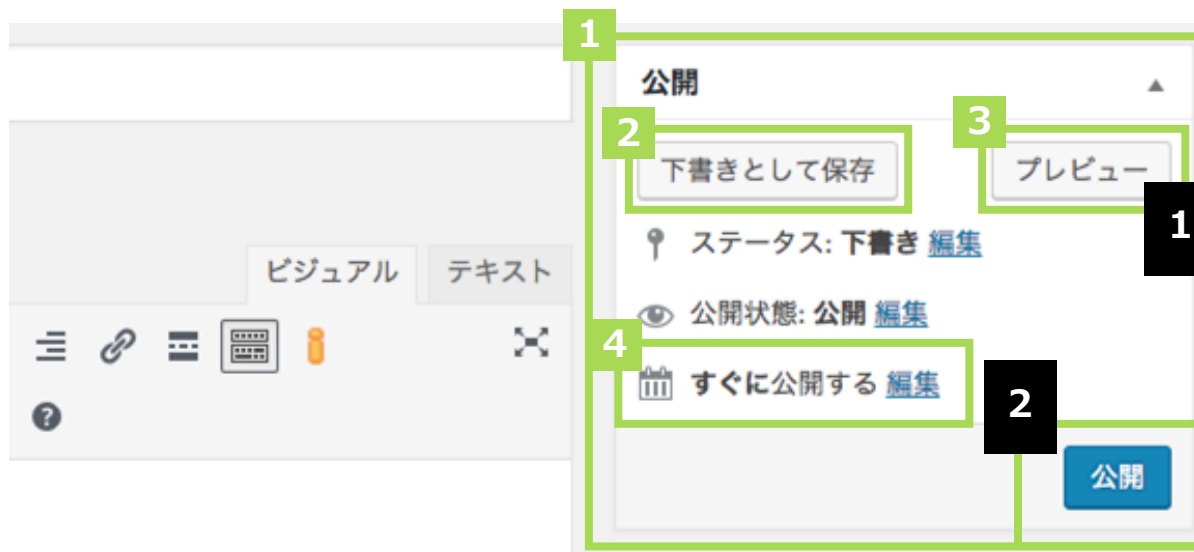 1
公開
2
3
下書きとして保存
プレビュー
1
ステータス: 下書き 編集
ビジュアル テキスト
公開状態: 公開 編集
4
すぐに公開する 編集
2
公開